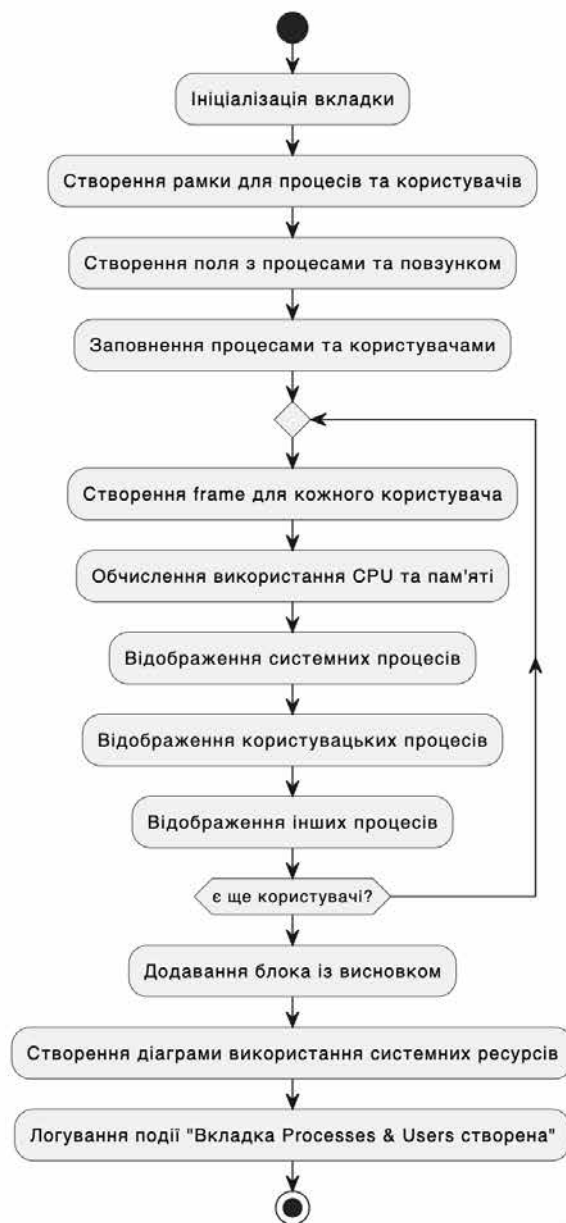 Ініціалізація вкладки
Створення рамки для процесів та користувачів
Створення поля з процесами та повзунком
Заповнення процесами та користувачами
Створення frame для кожного користувача
Обчислення використання CPU та пам'яті
Відображення системних процесів
Відображення користувацьких процесів
Відображення інших процесів
є ще користувачі?
Додавання блока із висновком
Створення діаграми використання системних ресурсів
Логування події "Вкладка Processes & Users створена"